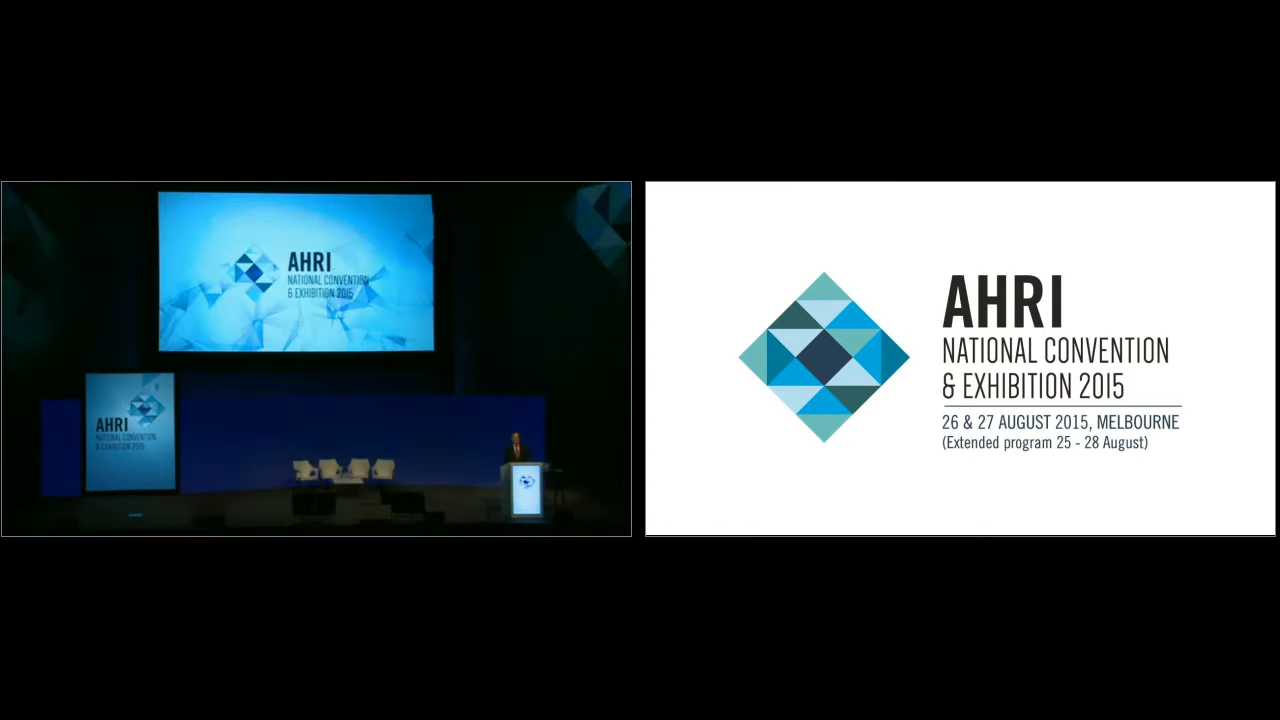 AHRI
NATIONAL CONVENTION
& EXHIBITION 2015
AHRI
NATIONAL CONVENTION
& EXHIBITION 2015
AHRI
NATIONAL CONVENTION
& EXHIBITION 2015
26 & 27 AUGUST 2015, MELBOURNE
(Extended program 25 - 28 August)